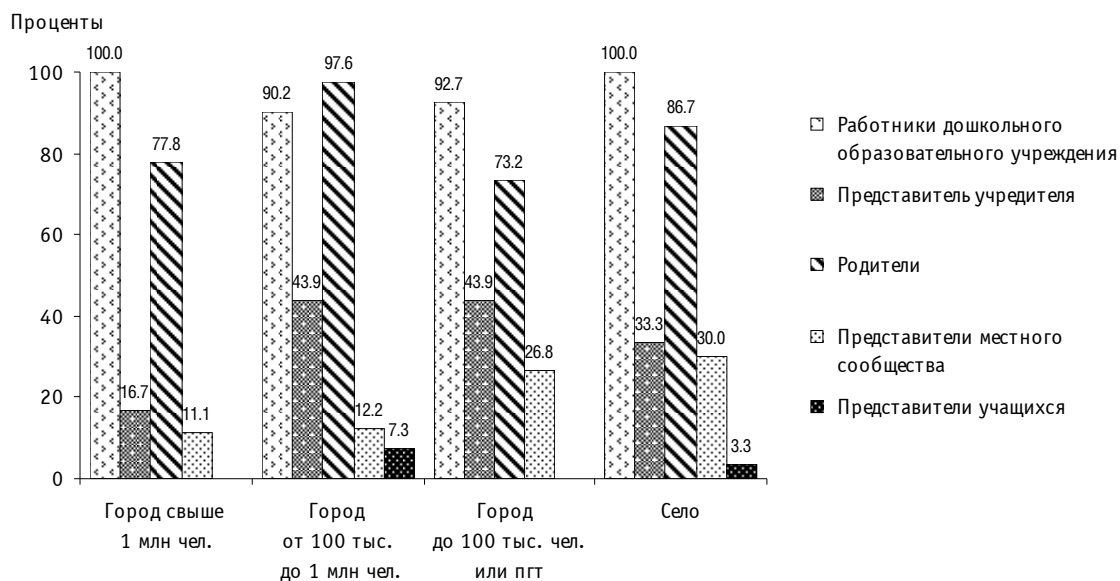 Проценты
100.0
100.0
97.6
100
90.2
92.7
86.7
77.8
80
73.2
60
43.9
43.9
40
33.3
30.0
26.8
20
16.7
11.1
12.2
7.3
3.3
0
Город свыше
1 млн чел.
Город
от 100 тыс.
до 1 млн чел.
Город
до 100 тыс. чел.
или пгт
Село
Работники дошкольного
образовательного учреждения
Представитель учредителя
Родители
Представители местного
сообщества
Представители учащихся